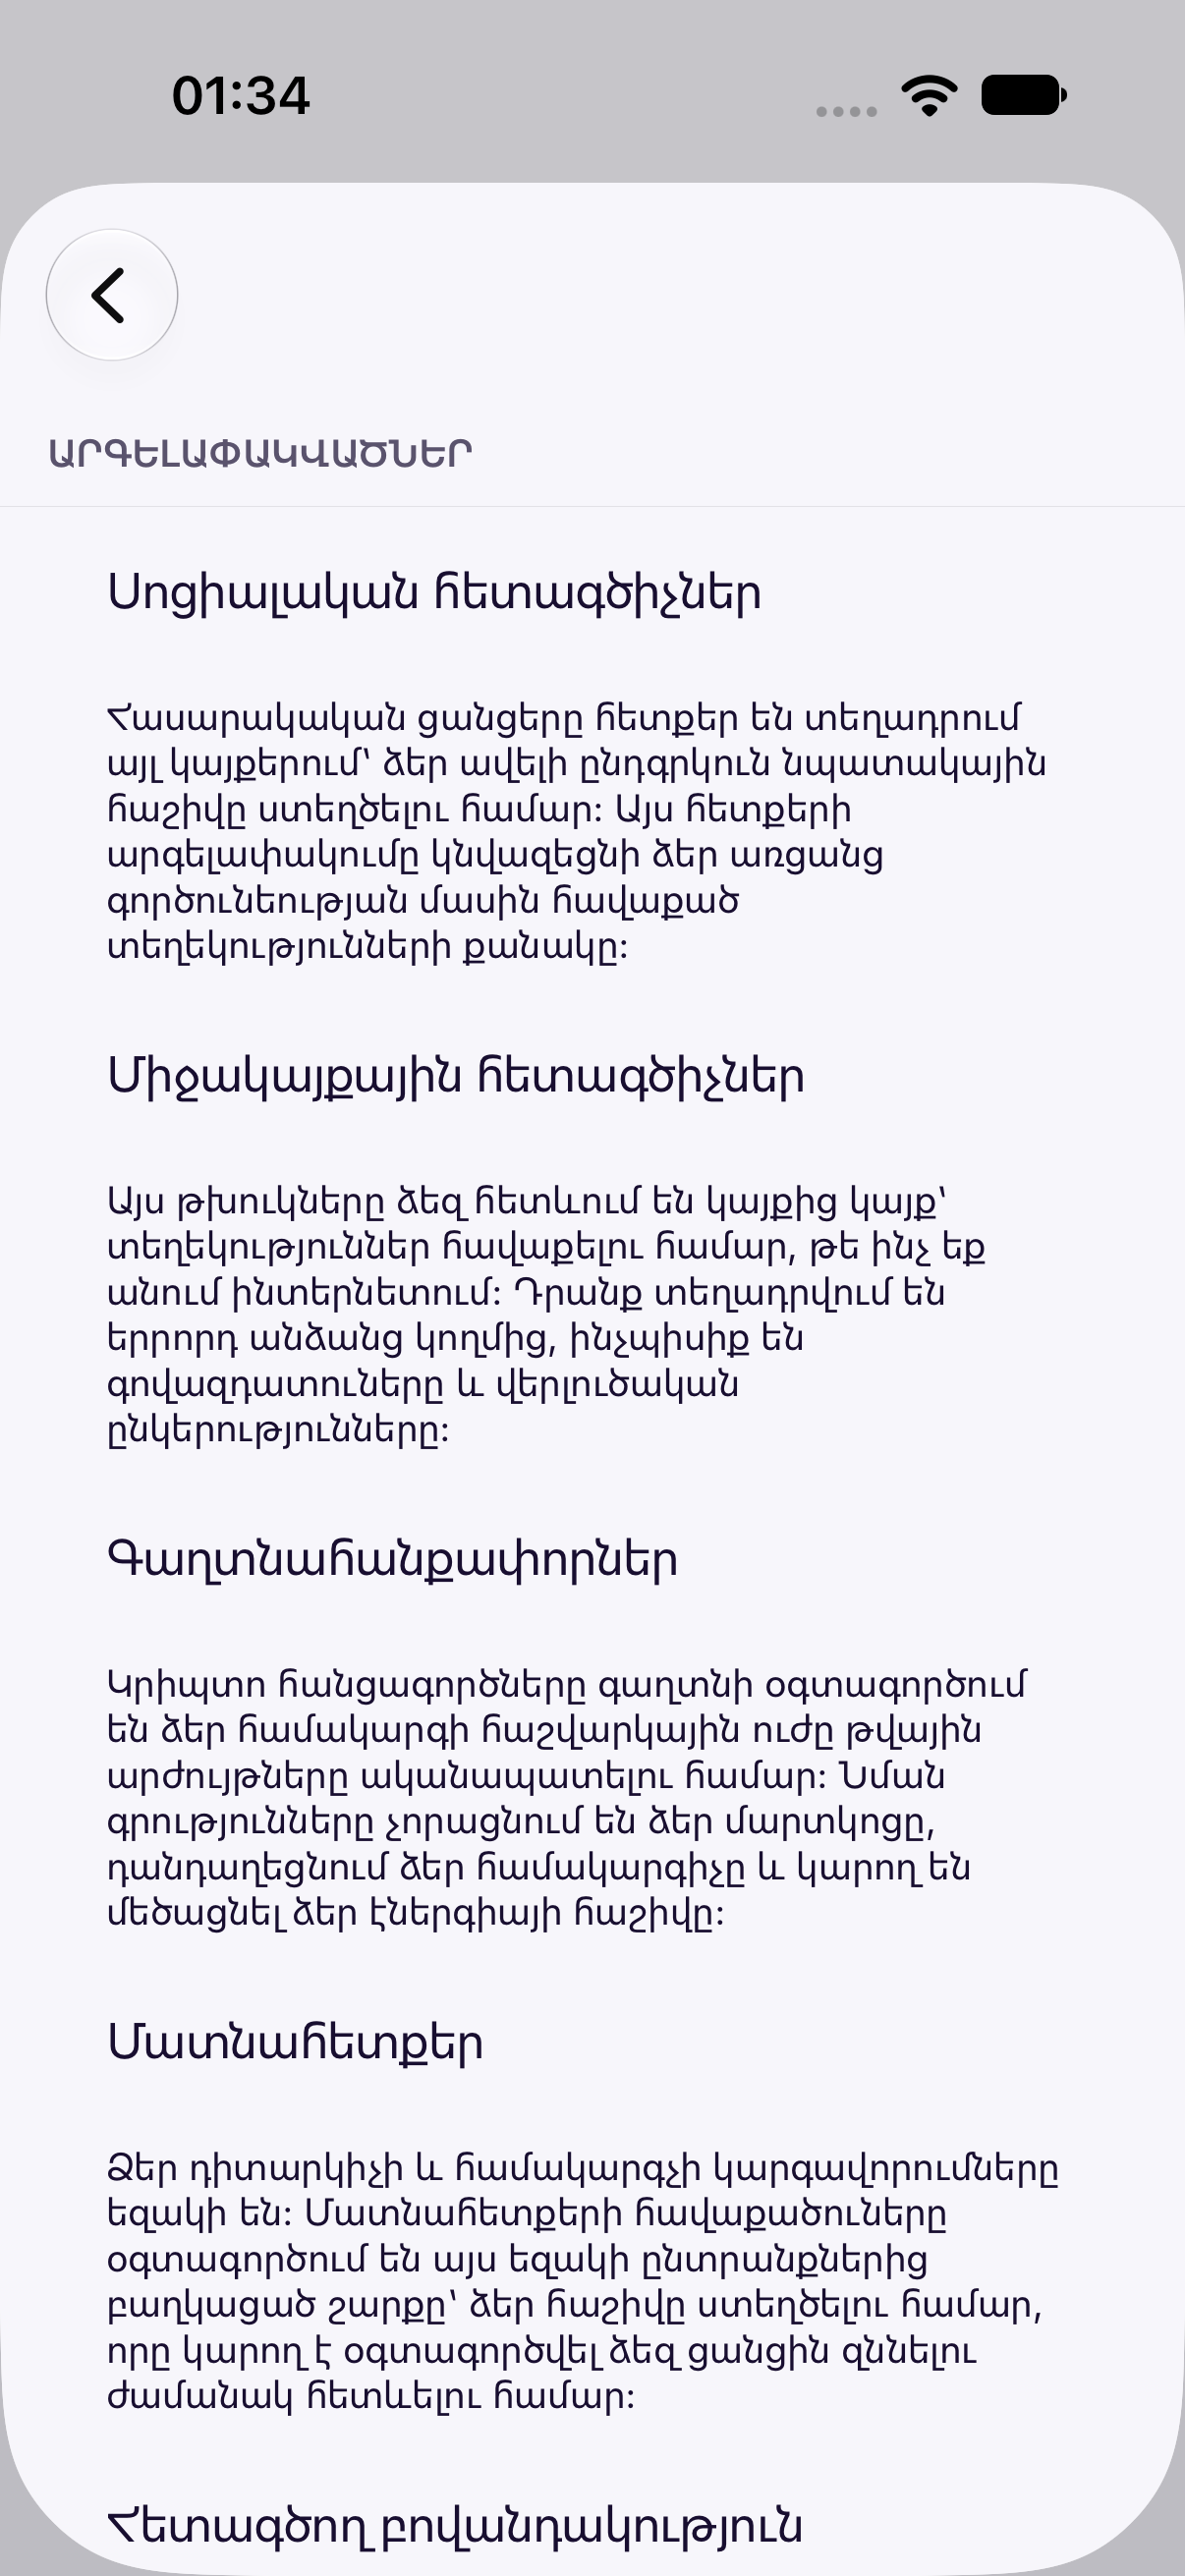 01:34
ԱՐԳԵԼԱՓԱԿՎԱԾՆԵՐ
Սոցիալական հետագծիչներ
Հասարակական ցանցերը հետքեր են տեղադրում
այլ կայքերում՝ ձեր ավելի ընդգրկուն նպատակային
հաշիվը ստեղծելու համար: Այս հետքերի
արգելափակումը կնվազեցնի ձեր առցանց
գործունեության մասին հավաքած
տեղեկությունների քանակը:
Միջակայքային հետագծիչներ
Այս թխուկները ձեզ հետևում են կայքից կայք՝
տեղեկություններ հավաքելու համար, թե ինչ եք
անում ինտերնետում: Դրանք տեղադրվում են
երրորդ անձանց կողմից, ինչպիսիք են
գովազդատուները և վերլուծական
ընկերությունները:
Գաղտնահանքափորներ
Կրիպտո հանցագործները գաղտնի օգտագործում
են ձեր համակարգի հաշվարկային ուժը թվային
արժույթները ականապատելու համար: Նման
գրությունները չորացնում են ձեր մարտկոցը,
դանդաղեցնում ձեր համակարգիչը և կարող են
մեծացնել ձեր էներգիայի հաշիվը:
Մատնահետքեր
Ձեր դիտարկիչի և համակարգչի կարգավորումները
եզակի են: Մատնահետքերի հավաքածուները
օգտագործում են այս եզակի ընտրանքներից
բաղկացած շարքը՝ ձեր հաշիվը ստեղծելու համար,
որը կարող է օգտագործվել ձեզ ցանցին զննելու
ժամանակ հետևելու համար:
Հետագծող բովանդակություն